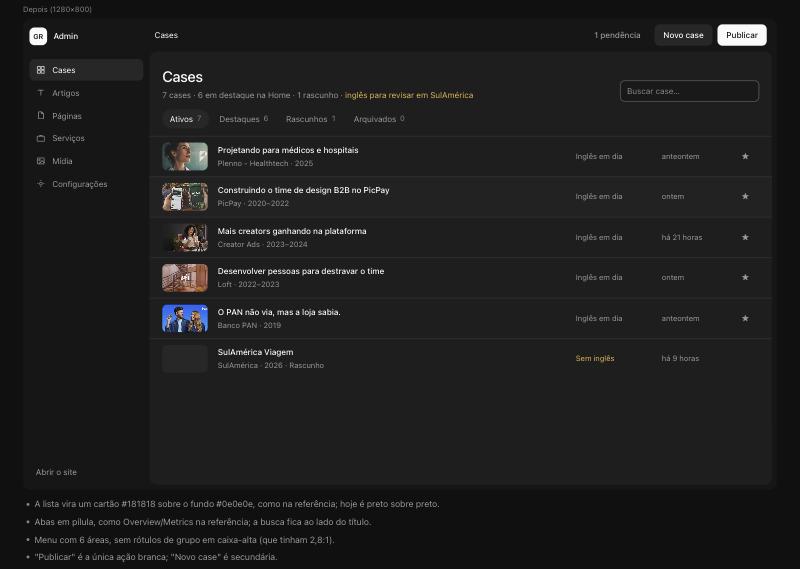 Depois (1280×800)
GR Admin Cases 1 pendência Novo case Publicar
Cases
Artigos
Páginas
Serviços
Mídia
Configurações
Abrir o site
Cases
7 cases · 6 em destaque na Home · 1 rascunho · inglês para revisar em SulAmérica
Buscar case...
Ativos 7 Destaques 6 Rascunhos 1 Arquivados 0
Projetando para médicos e hospitais
Plenno - Healthtech · 2025
Inglês em dia anteontem ★
Construindo o time de design B2B no PicPay
PicPay · 2020–2022
Inglês em dia ontem ★
Mais creators ganhando na plataforma
Creator Ads · 2023–2024
Inglês em dia há 21 horas ★
Desenvolver pessoas para destravar o time
Loft · 2022–2023
Inglês em dia ontem ★
O PAN não via, mas a loja sabia.
Banco PAN · 2019
Inglês em dia anteontem ★
SulAmérica Viagem
SulAmérica · 2026 · Rascunho
Sem inglês há 9 horas
• A lista vira um cartão #181818 sobre o fundo #0e0e0e, como na referência; hoje é preto sobre preto.
• Abas em pílula, como Overview/Metrics na referência; a busca fica ao lado do título.
• Menu com 6 áreas, sem rótulos de grupo em caixa-alta (que tinham 2,8:1).
• "Publicar" é a única ação branca; "Novo case" é secundária.